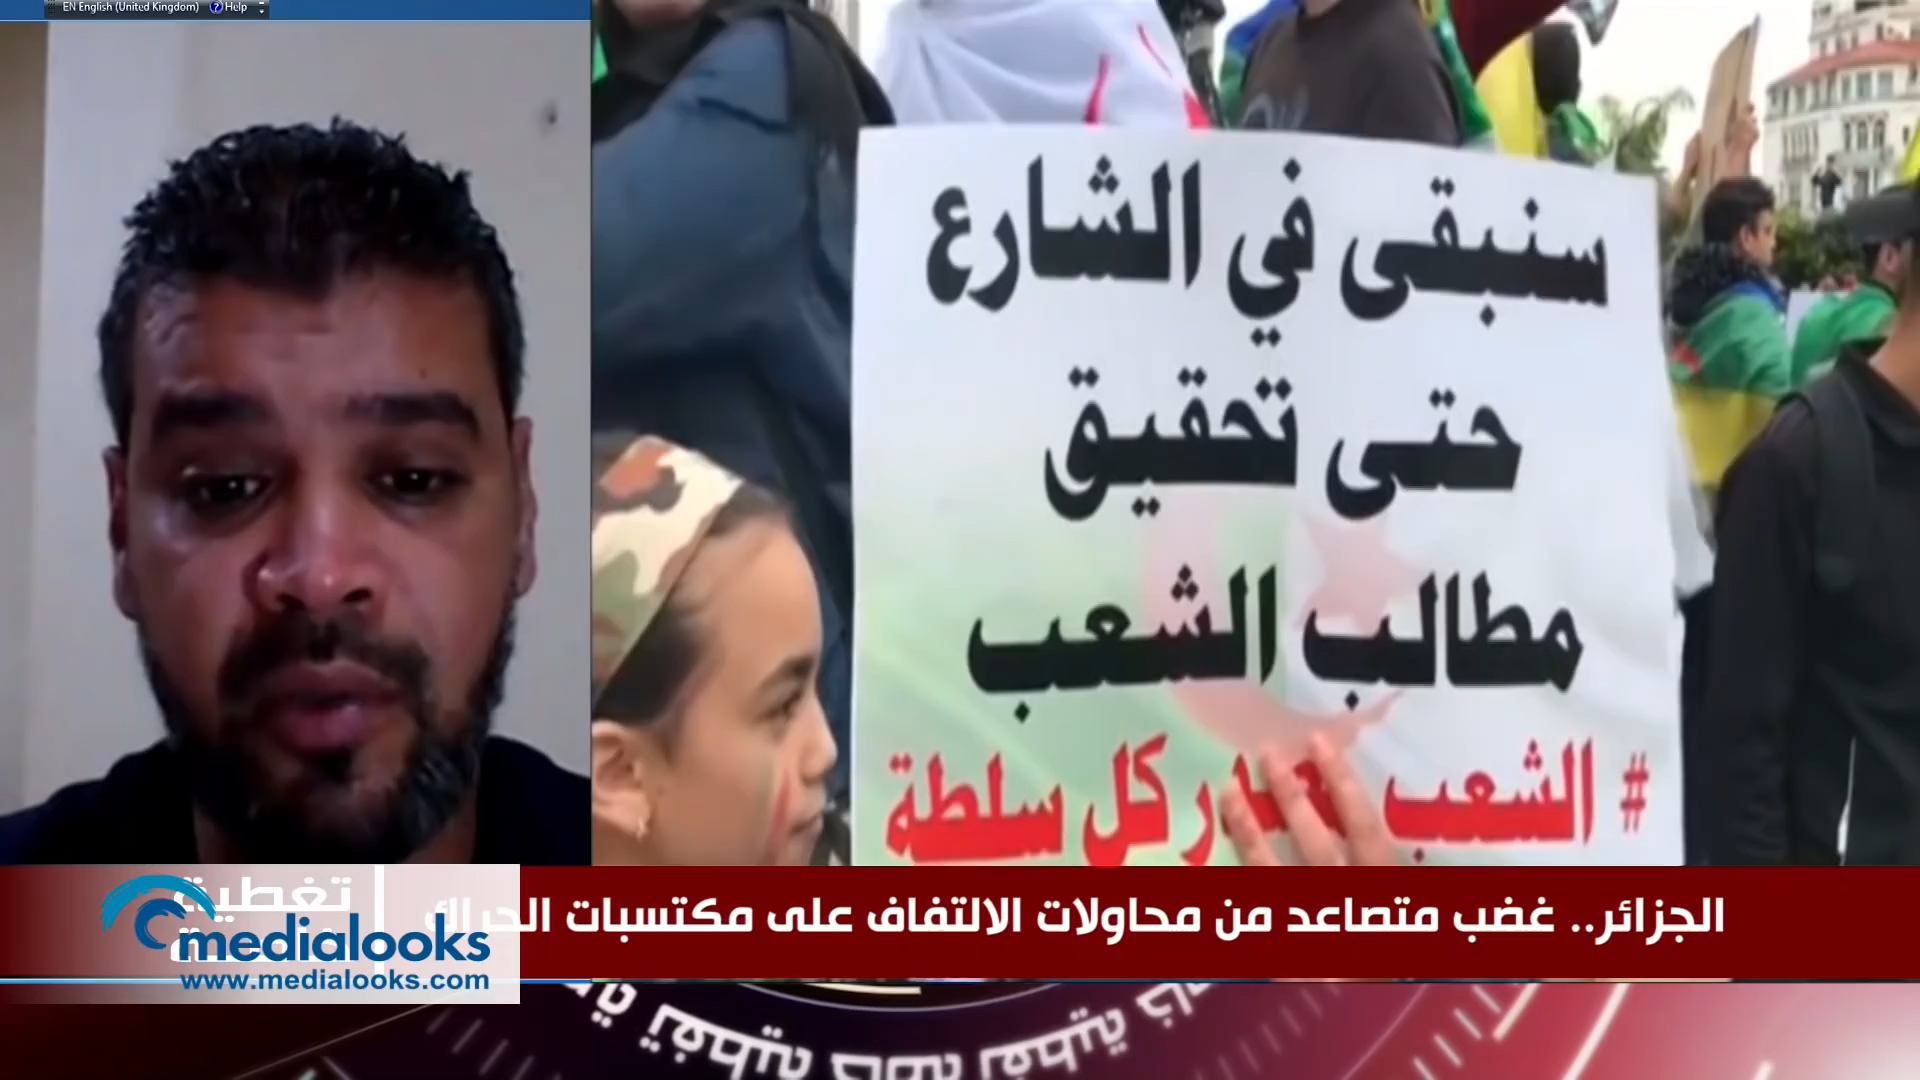 EN English (United Kingdom) Help
سنبقى في الشارع
حتى تحقيق
مطالب الشعب
# الشعب كل سلطة
الجزائر.. غضب متصاعد من محاولات الالتفاف على مكتسبات الحراك
تغطية
medialooks
www.medialooks.com